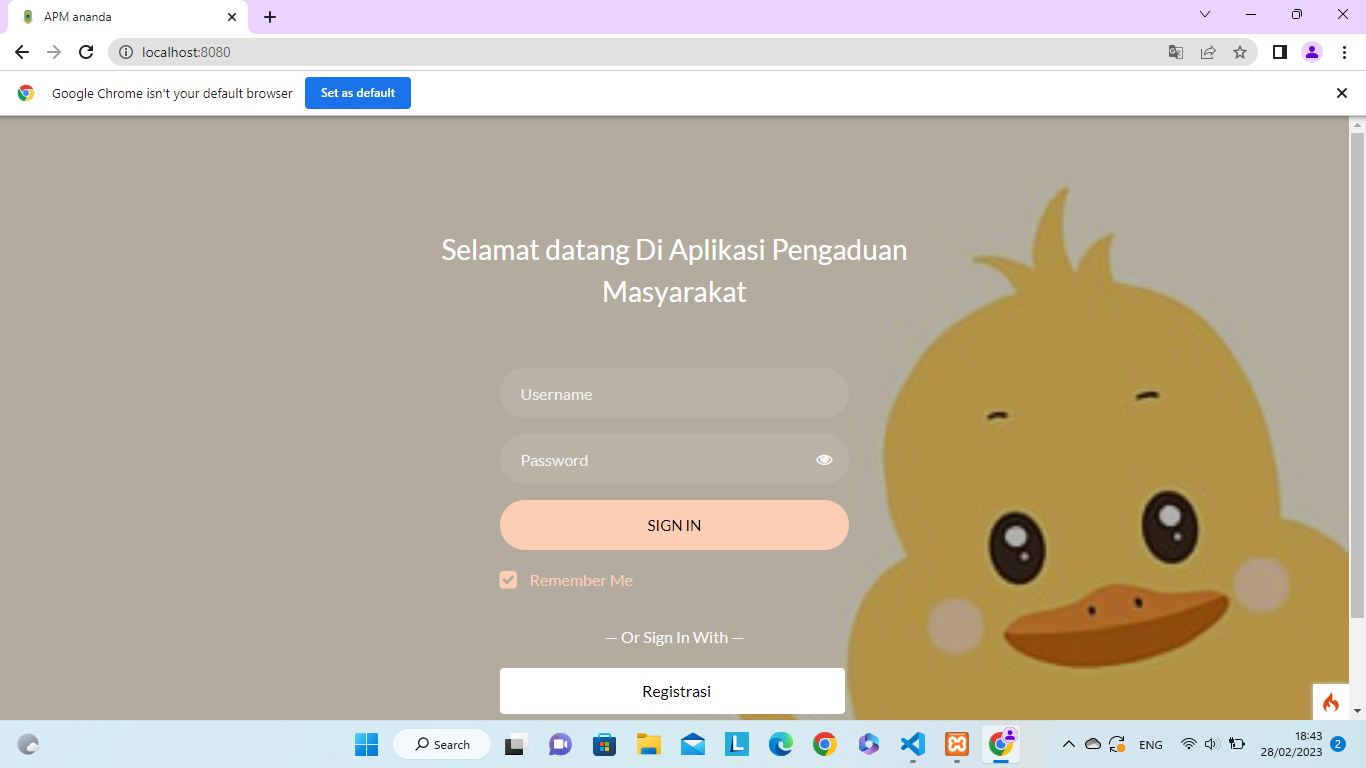 APM ananda
localhost:8080
Google Chrome isn't your default browser
Set as default
Selamat datang Di Aplikasi Pengaduan
Masyarakat
Username
Password
SIGN IN
Remember Me
— Or Sign In With —
Registrasi
Search
L
ENG
18:43
28/02/2023
2